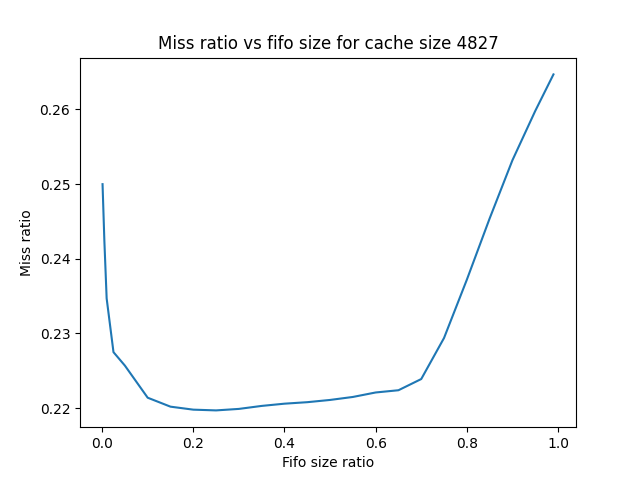 Miss ratio vs fifo size for cache size 4827
0.26
0.25
0.24
0.23
0.22
Miss ratio
0.0 0.2 0.4 0.6 0.8 1.0
Fifo size ratio